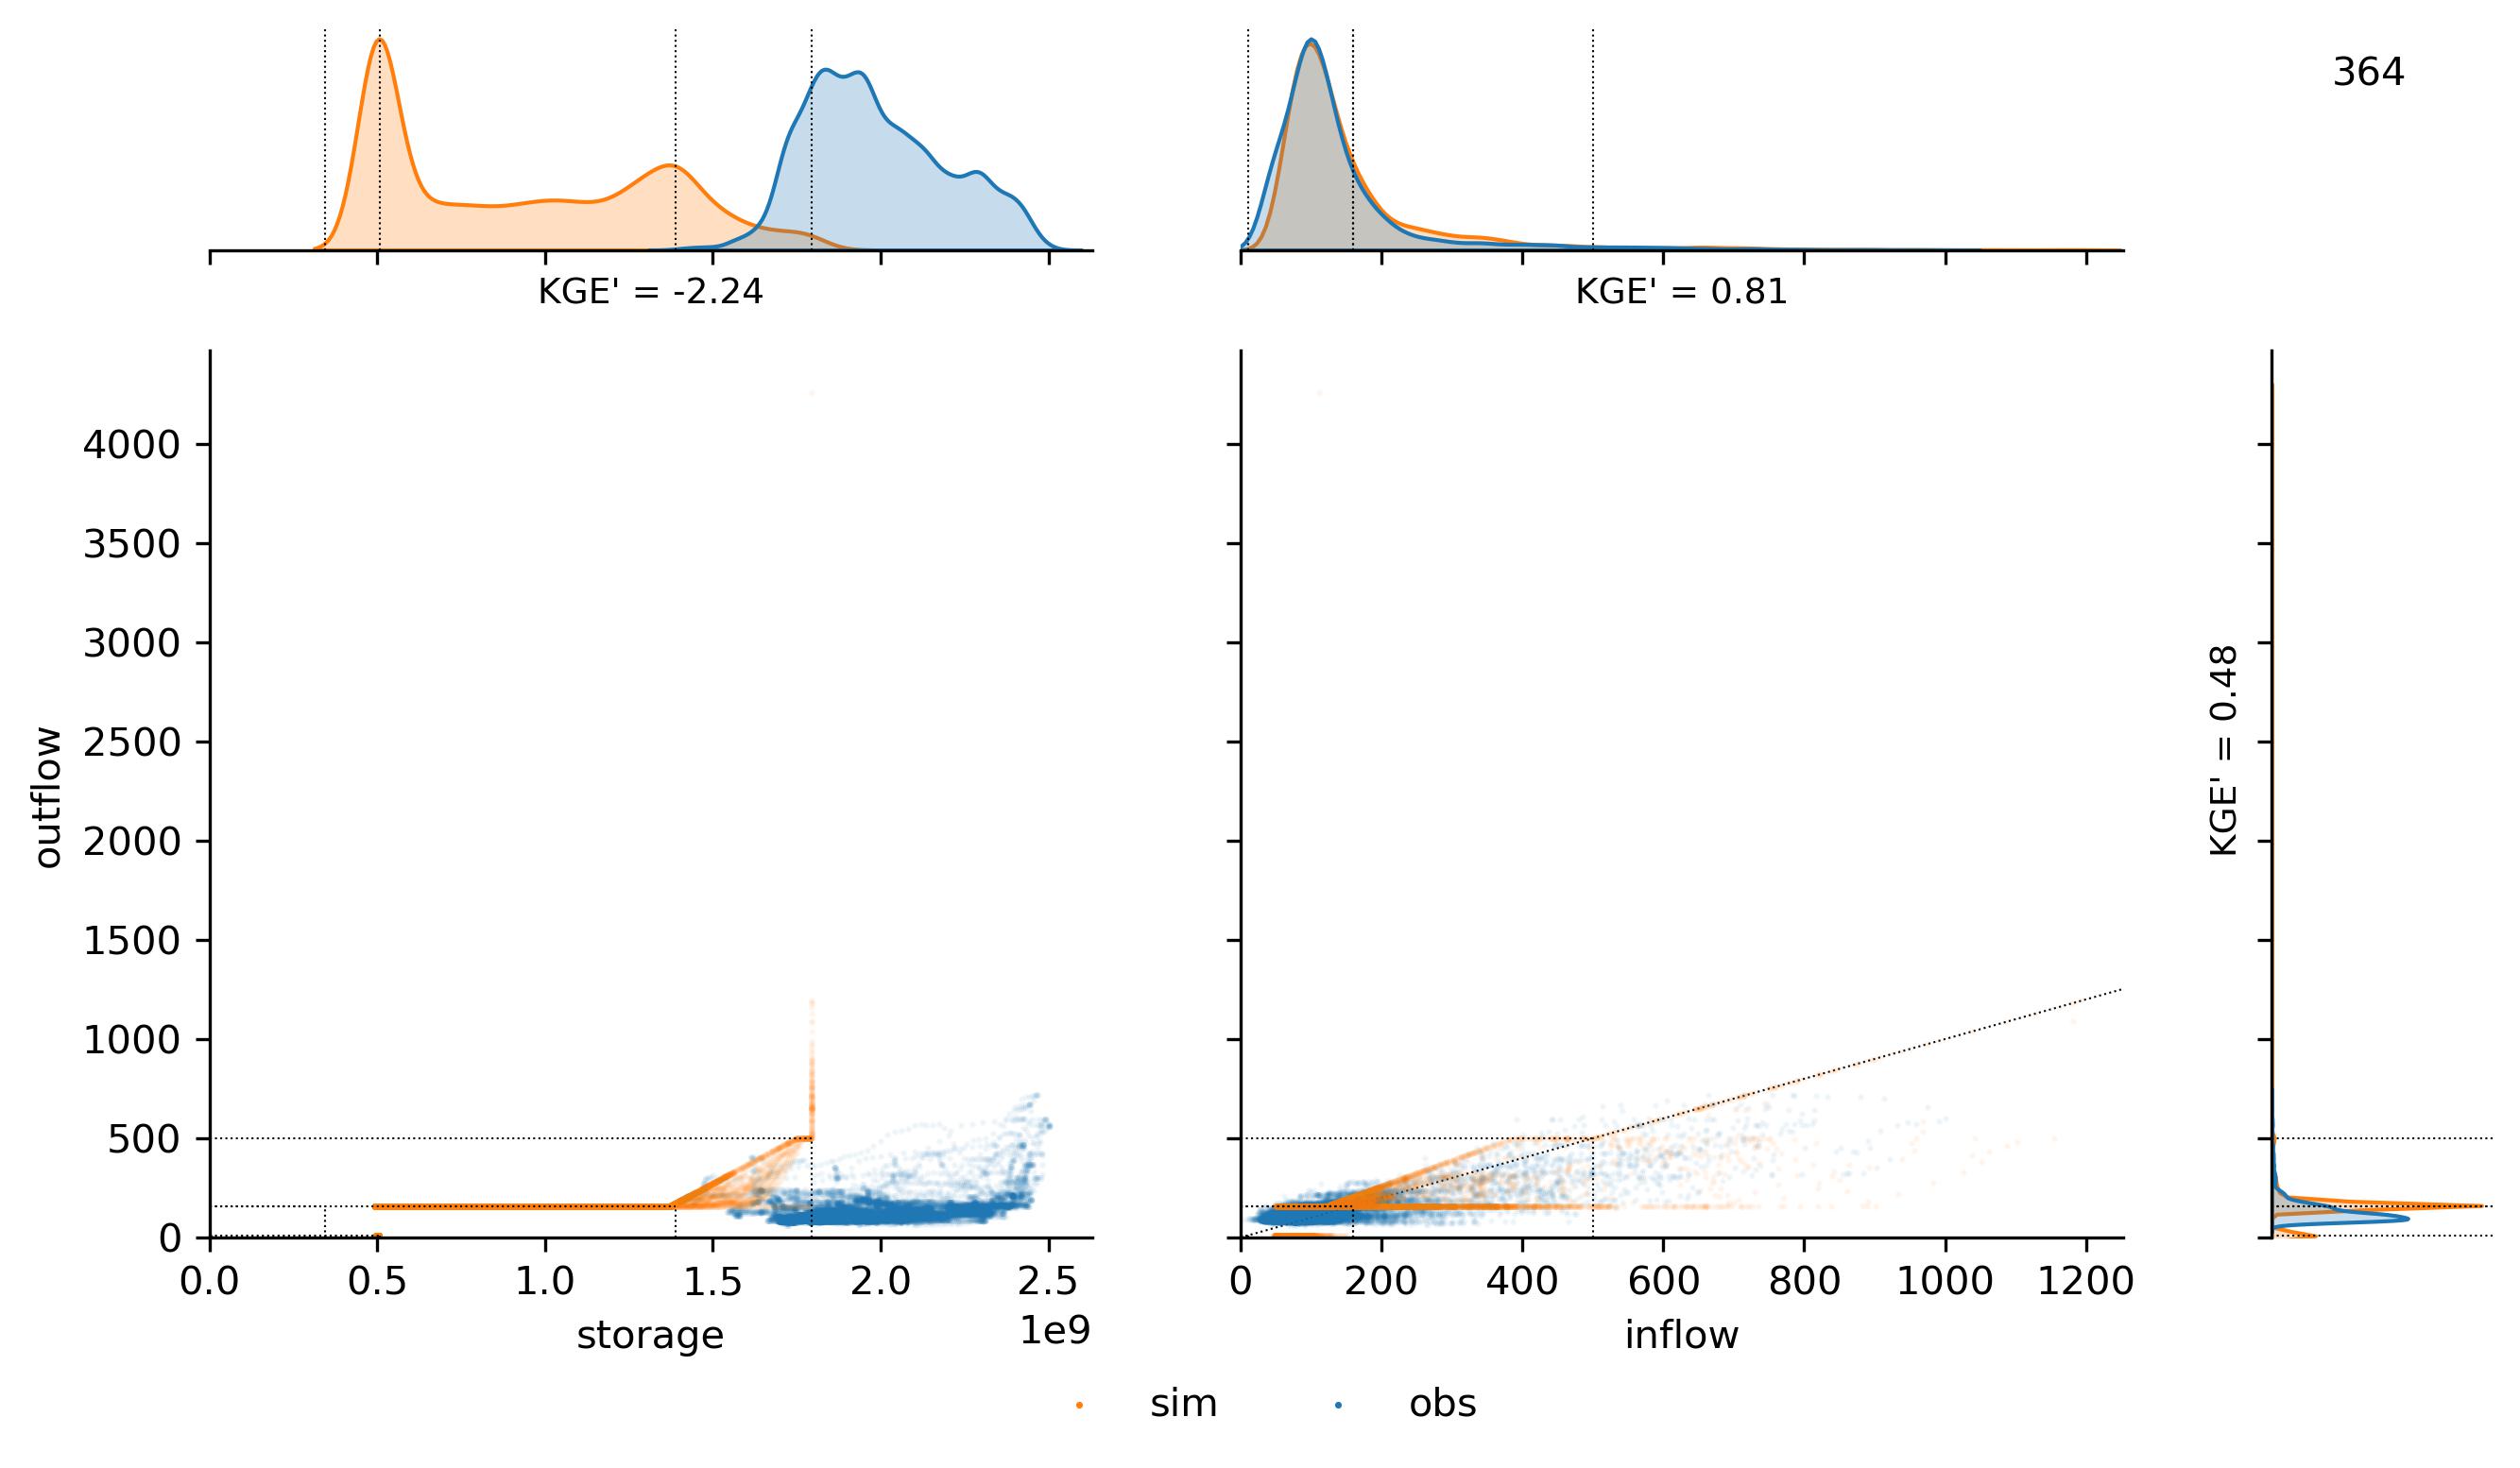 364
KGE' = -2.24
KGE' = 0.81
outflow
4000
3500
3000
2500
2000
1500
1000
500
0
KGE' = 0.48
0.0 0.5 1.0 1.5 2.0 2.5
1e9
storage
0 200 400 600 800 1000 1200
inflow
sim obs